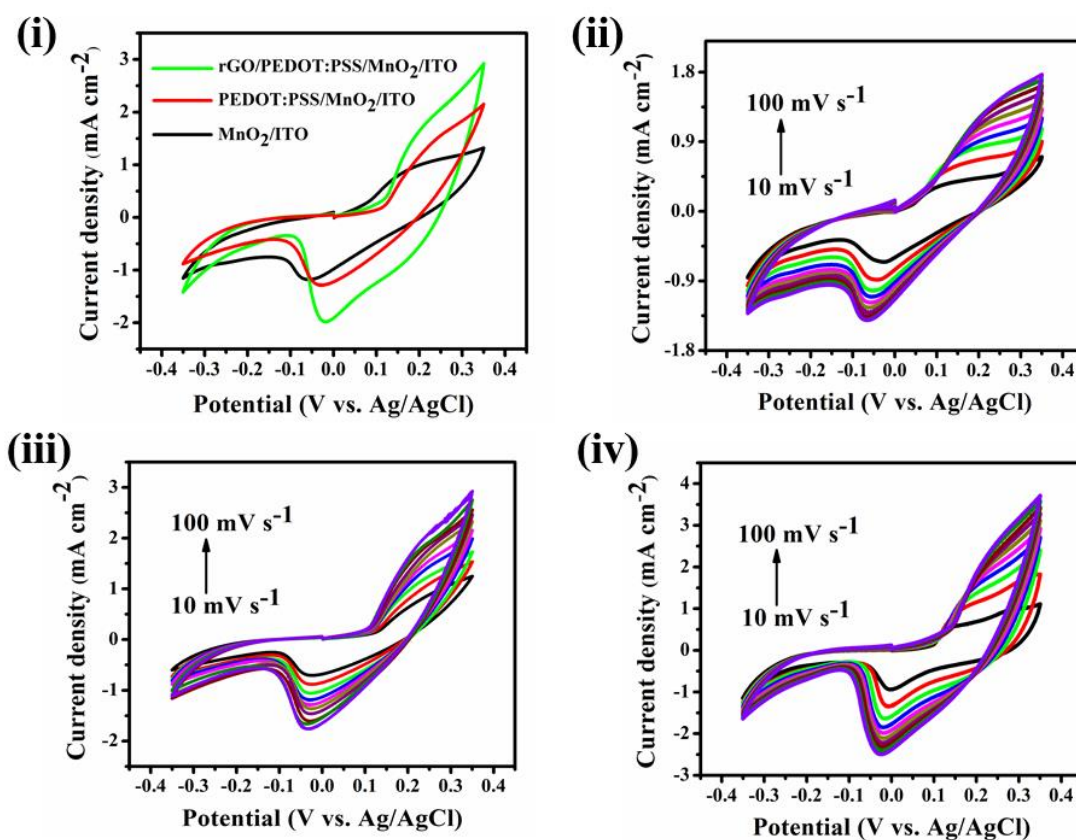 (i)
3
2
1
0
-1
-2
Current density (mA cm⁻²)
rGO/PEDOT:PSS/MnO₂/ITO
PEDOT:PSS/MnO₂/ITO
MnO₂/ITO
-0.4 -0.3 -0.2 -0.1 0.0 0.1 0.2 0.3 0.4
Potential (V vs. Ag/AgCl)
(ii)
1.8
0.9
0.0
-0.9
-1.8
Current density (mA cm⁻²)
100 mV s⁻¹
10 mV s⁻¹
-0.4 -0.3 -0.2 -0.1 0.0 0.1 0.2 0.3 0.4
Potential (V vs. Ag/AgCl)
(iii)
3
2
1
0
-1
-2
Current density (mA cm⁻²)
100 mV s⁻¹
10 mV s⁻¹
-0.4 -0.3 -0.2 -0.1 0.0 0.1 0.2 0.3 0.4
Potential (V vs. Ag/AgCl)
(iv)
4
3
2
1
0
-1
-2
-3
Current density (mA cm⁻²)
100 mV s⁻¹
10 mV s⁻¹
-0.4 -0.3 -0.2 -0.1 0.0 0.1 0.2 0.3 0.4
Potential (V vs. Ag/AgCl)